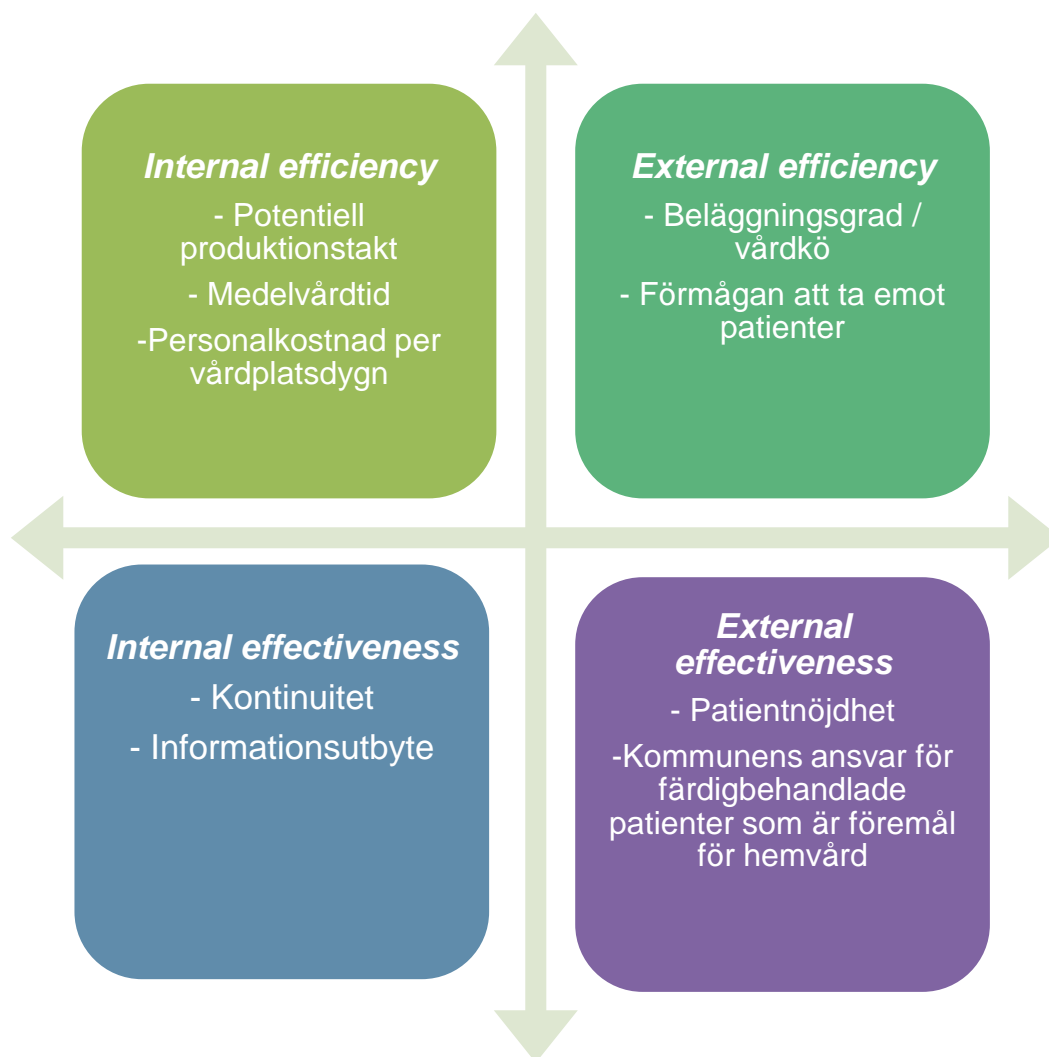 Internal efficiency
- Potentiell
produktionstakt
- Medelvårdtid
-Personalkostnad per
vårdplatsdygn
External efficiency
- Beläggningsgrad /
vårdkö
- Förmågan att ta emot
patienter
Internal effectiveness
- Kontinuitet
- Informationsutbyte
External
effectiveness
- Patientnöjdhet
-Kommunens ansvar för
färdigbehandlade
patienter som är föremål
för hemvård